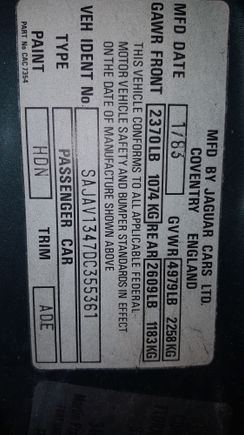 MFD BY JAGUAR CARS LTD.
COVENTRY ENGLAND
MFD DATE 1/83 GVWR 4979LB 2258KG
GAWR FRONT 2370LB 1074KG REAR 2609LB 1183KG
THIS VEHICLE CONFORMS TO ALL APPLICABLE FEDERAL
MOTOR VEHICLE SAFETY AND BUMPER STANDARDS IN EFFECT
ON THE DATE OF MANUFACTURE SHOWN ABOVE
VEH IDENT No. SAJAV1347DC355361
TYPE PASSENGER CAR
PAINT HDN TRIM ADE
PART No CAC 7354